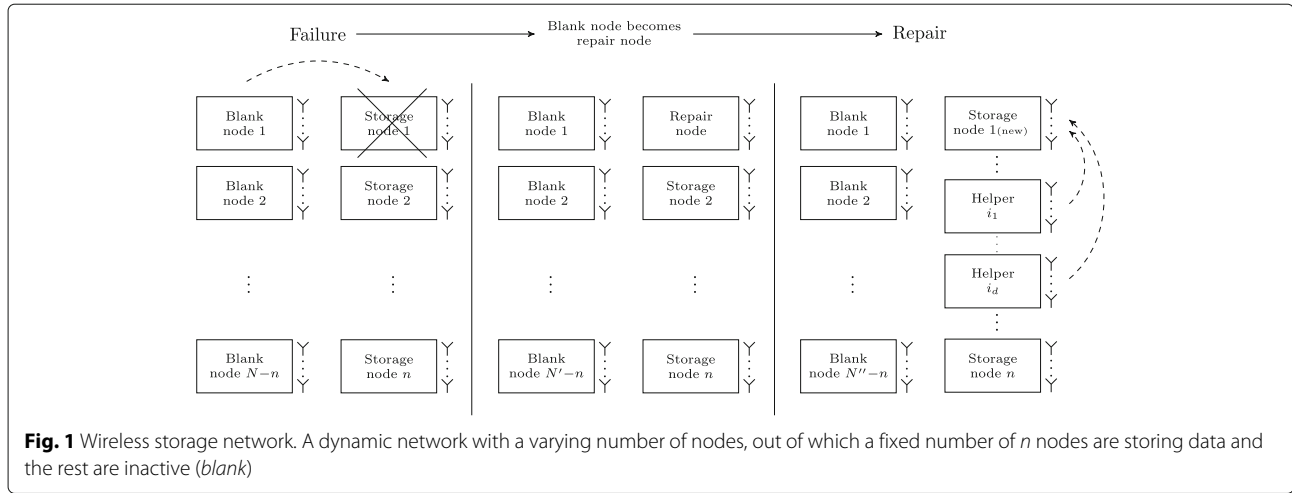 Failure
Blank node becomes
repair node
Repair
Blank
node 1
Storage
node 1
Blank
node 2
Storage
node 2
⋮
⋮
Blank
node N−n
Storage
node n
Blank
node 1
Repair
node
Blank
node 2
Storage
node 2
⋮
⋮
Blank
node N′−n
Storage
node n
Blank
node 1
Storage
node 1(new)
⋮
Blank
node 2
Helper
i₁
⋮
⋮
Helper
i_d
⋮
Blank
node N′′−n
Storage
node n
Fig. 1 Wireless storage network. A dynamic network with a varying number of nodes, out of which a fixed number of n nodes are storing data and
the rest are inactive (blank)